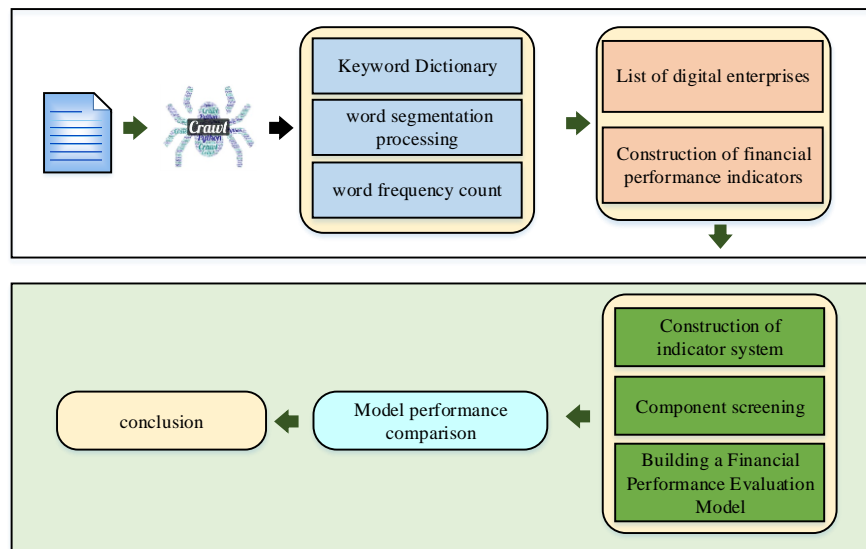 Crawl
Python
Keyword Dictionary
word segmentation
processing
word frequency count
List of digital enterprises
Construction of financial
performance indicators
Construction of
indicator system
Component screening
Building a Financial
Performance Evaluation
Model
Model performance
comparison
conclusion